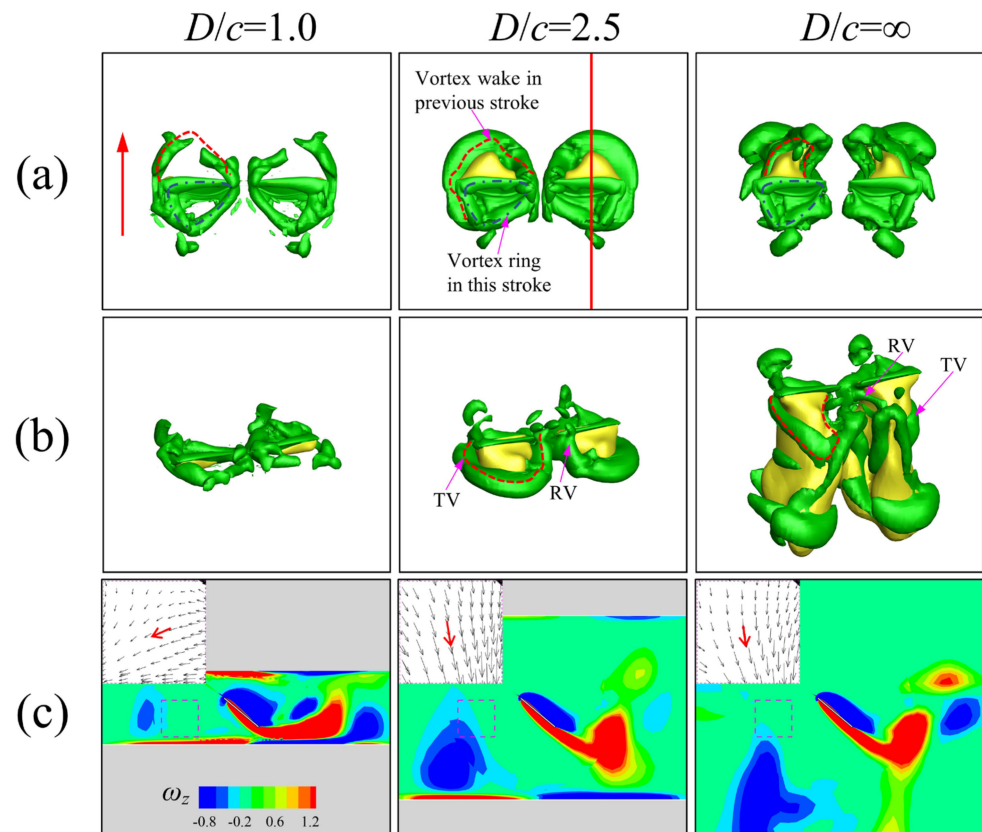 D/c=1.0
D/c=2.5
D/c=∞
(a)
Vortex wake in
previous stroke
Vortex ring
in this stroke
(b)
TV
RV
RV
TV
(c)
ω_z
-0.8 -0.2 0.6 1.2